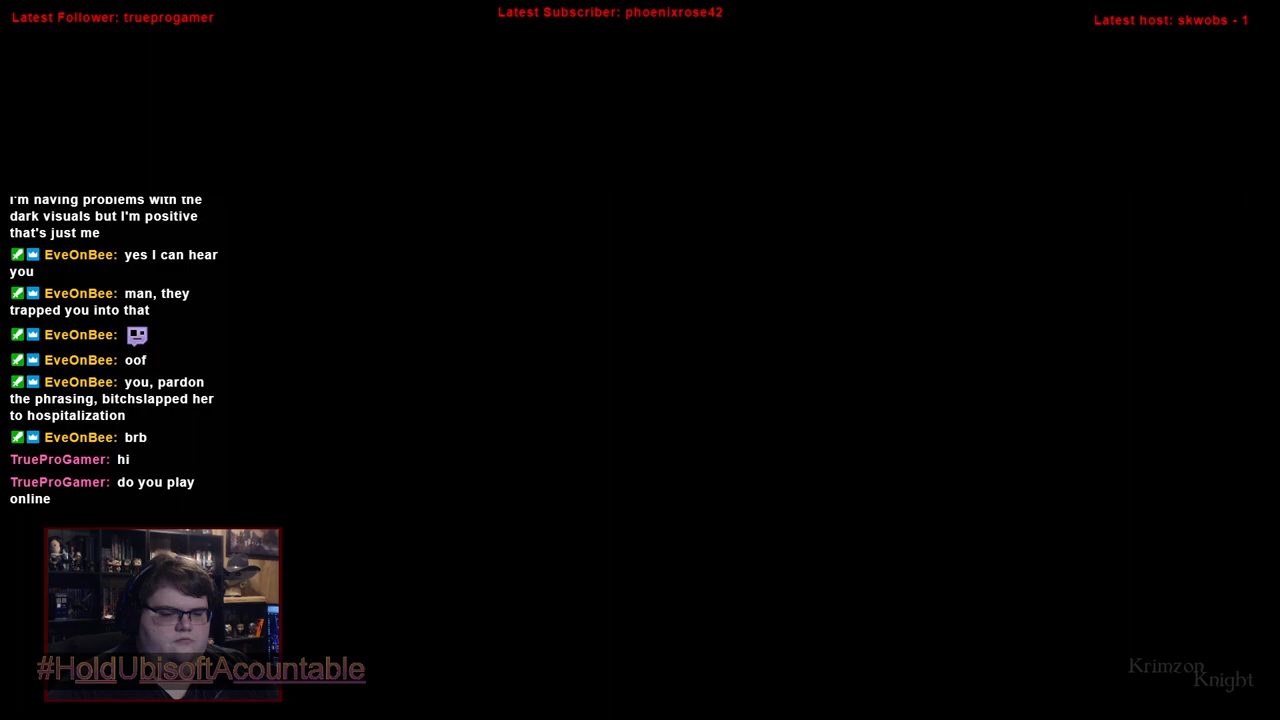 Latest Follower: trueprogamer
Latest Subscriber: phoenixrose42
Latest host: skwobs - 1
I'm having problems with the
dark visuals but I'm positive
that's just me
EveOnBee: yes I can hear
you
EveOnBee: man, they
trapped you into that
EveOnBee:
EveOnBee: oof
EveOnBee: you, pardon
the phrasing, bitchslapped her
to hospitalization
EveOnBee: brb
TrueProGamer: hi
TrueProGamer: do you play
online
#HoldUbisoftAcountable
Krimzon
Knight